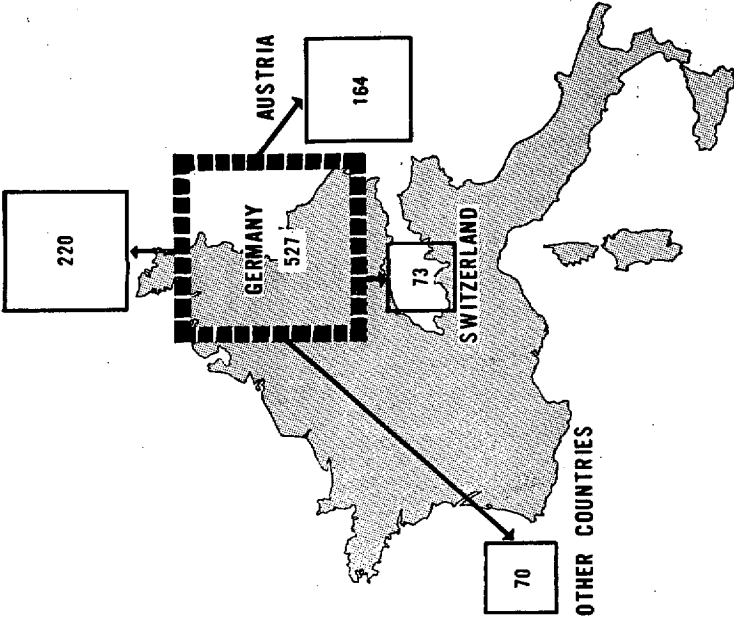 220
AUSTRIA
164
GERMANY
527
73
SWITZERLAND
70
OTHER COUNTRIES